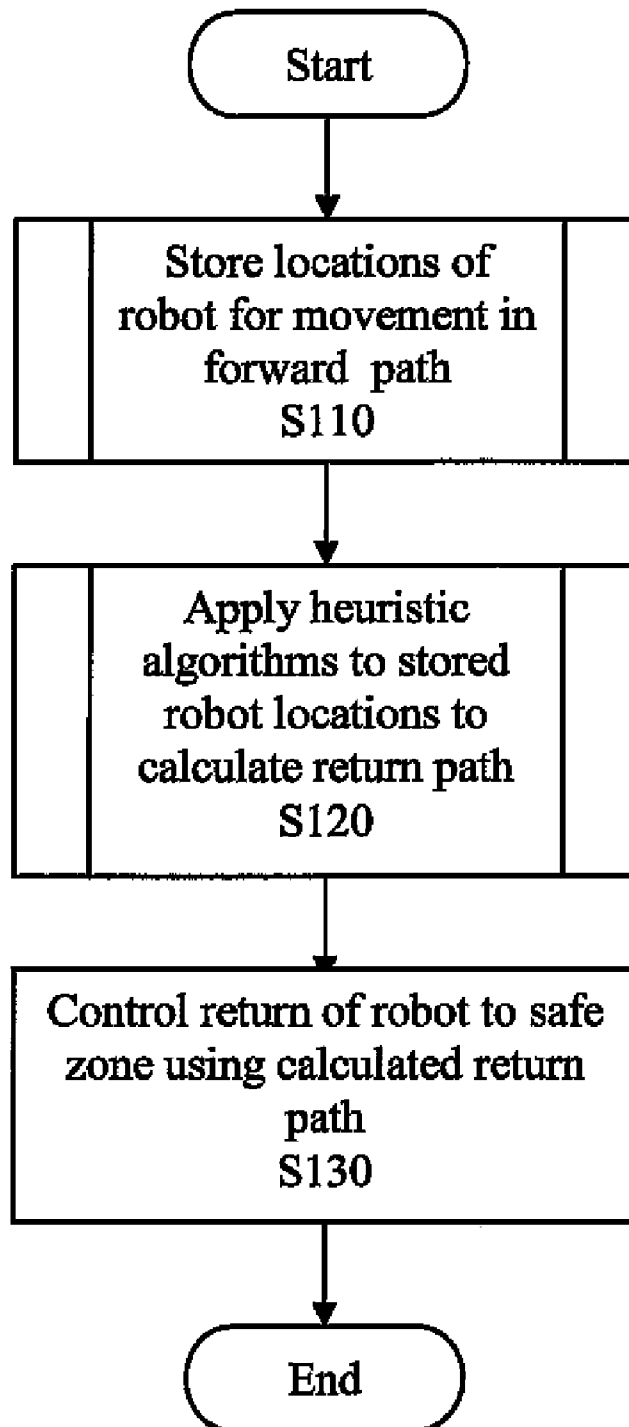 Start
Store locations of
robot for movement in
forward path
S110
Apply heuristic
algorithms to stored
robot locations to
calculate return path
S120
Control return of robot to safe
zone using calculated return
path
S130
End